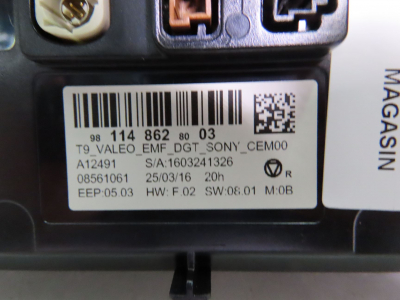 98 114 862 80 03
T9_VALEO_EMF_DGT_SONY_CEM00
A12491 S/A:1603241326
08561061 25/03/16 20h
R
EEP:05.03 HW: F.02 SW:08.01 M:0B
MAGASIN